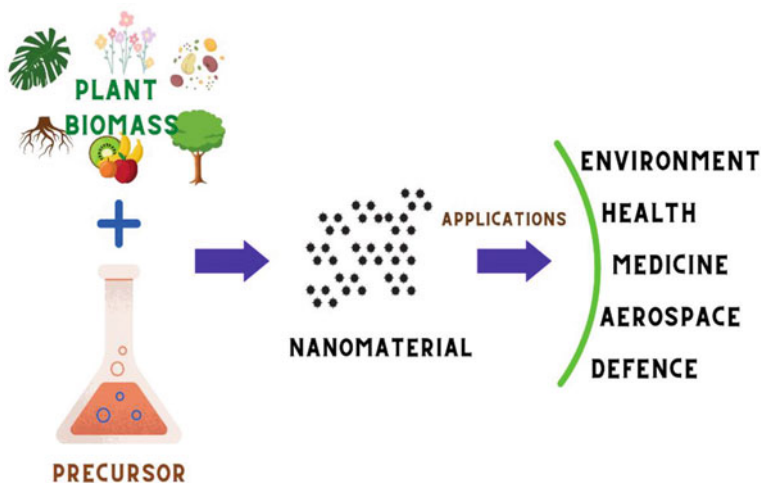 PLANT
BIOMASS
+
PRECURSOR
NANOMATERIAL
APPLICATIONS
ENVIRONMENT
HEALTH
MEDICINE
AEROSPACE
DEFENCE